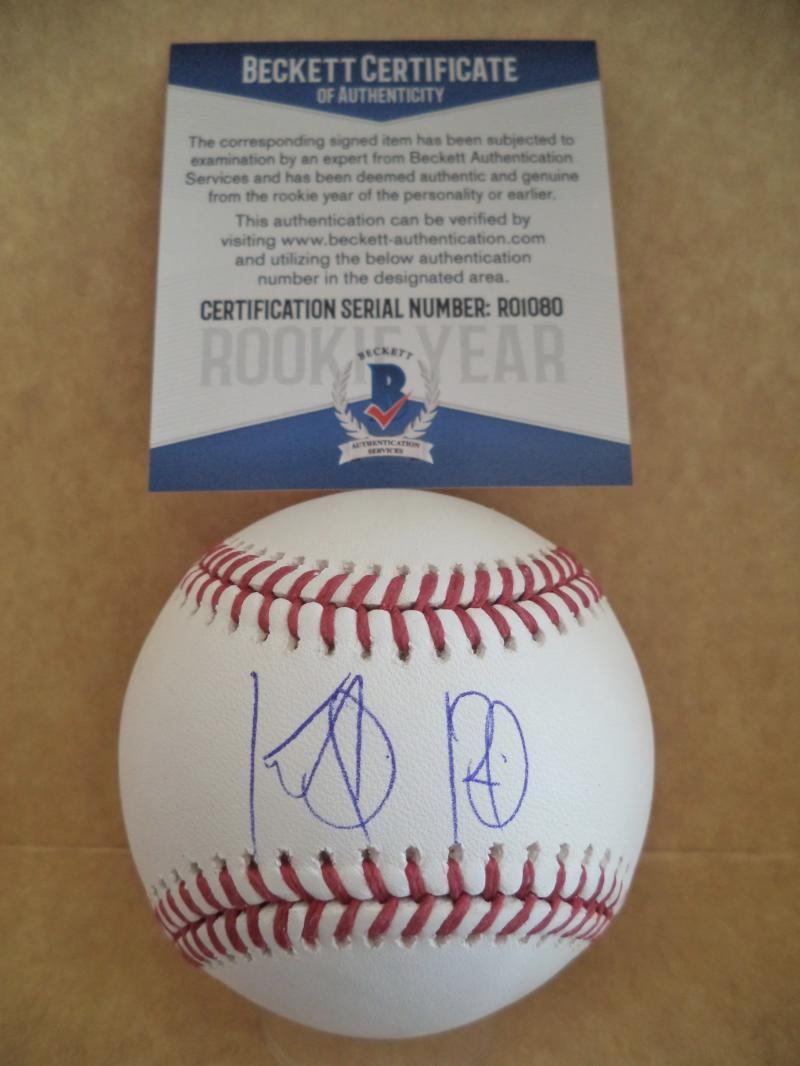 BECKETT CERTIFICATE
OF AUTHENTICITY
The corresponding signed item has been subjected to
examination by an expert from Beckett Authentication
Services and has been deemed authentic and genuine
from the rookie year of the personality or earlier.
This authentication can be verified by
visiting www.beckett-authentication.com
and utilizing the below authentication
number in the designated area.
CERTIFICATION SERIAL NUMBER: R01080
ROOKIE YEAR
BECKETT
B
AUTHENTICATION
SERVICES